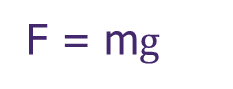 F = mg